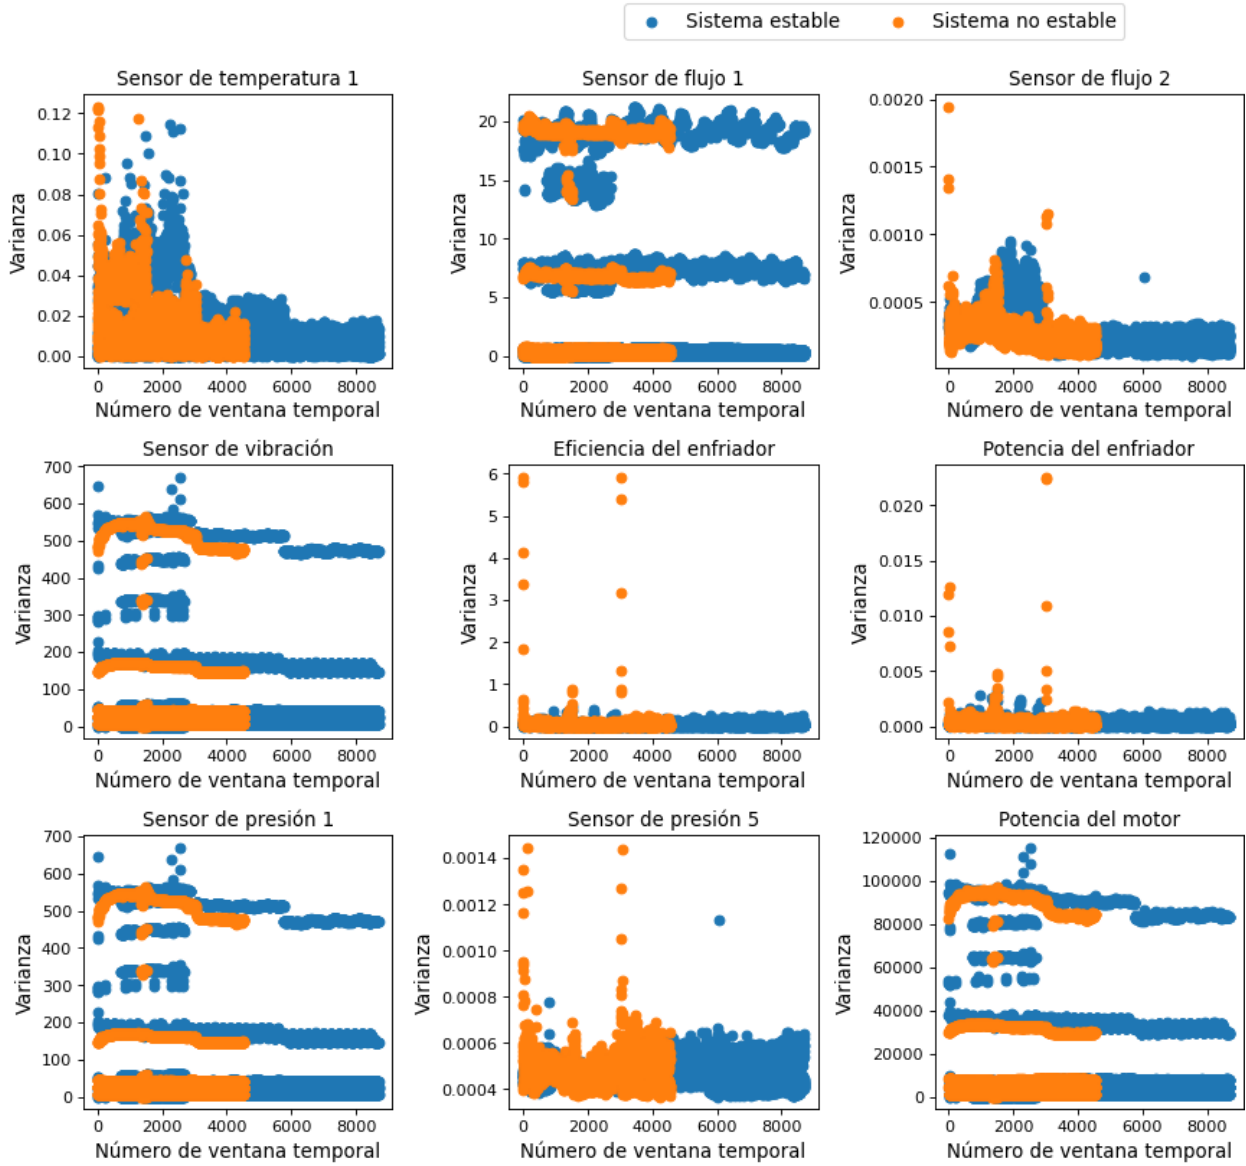 Sistema estable Sistema no estable
Sensor de temperatura 1
0.12
0.10
0.08
0.06
0.04
0.02
0.00
Varianza
0 2000 4000 6000 8000
Número de ventana temporal
Sensor de flujo 1
20
15
10
5
0
Varianza
0 2000 4000 6000 8000
Número de ventana temporal
Sensor de flujo 2
0.0020
0.0015
0.0010
0.0005
Varianza
0 2000 4000 6000 8000
Número de ventana temporal
Sensor de vibración
700
600
500
400
300
200
100
0
Varianza
0 2000 4000 6000 8000
Número de ventana temporal
Eficiencia del enfriador
6
5
4
3
2
1
0
Varianza
0 2000 4000 6000 8000
Número de ventana temporal
Potencia del enfriador
0.020
0.015
0.010
0.005
0.000
Varianza
0 2000 4000 6000 8000
Número de ventana temporal
Sensor de presión 1
700
600
500
400
300
200
100
0
Varianza
0 2000 4000 6000 8000
Número de ventana temporal
Sensor de presión 5
0.0014
0.0012
0.0010
0.0008
0.0006
0.0004
Varianza
0 2000 4000 6000 8000
Número de ventana temporal
Potencia del motor
120000
100000
80000
60000
40000
20000
0
Varianza
0 2000 4000 6000 8000
Número de ventana temporal